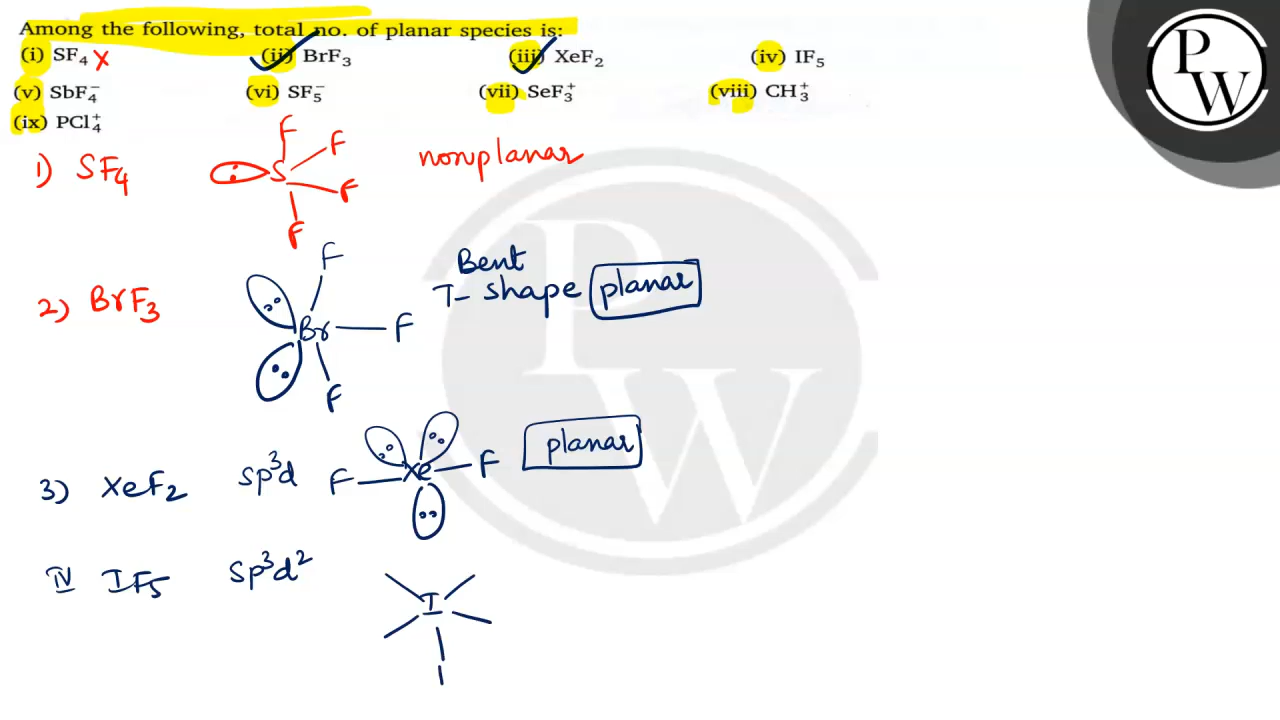 Among the following, total no. of planar species is:
(i) SF₄ × (ii) BrF₃ (iii) XeF₂ (iv) IF₅
(v) SbF₄⁻ (vi) SF₅⁻ (vii) SeF₃⁺ (viii) CH₃⁺
(ix) PCl₄⁺
P
W
1) SF₄ F F S F F nonplanar
2) BrF₃ F Br F F Bent
T- shape planar
3) XeF₂ sp³d F Xe F planar
IV IF₅ sp³d² I
P
W